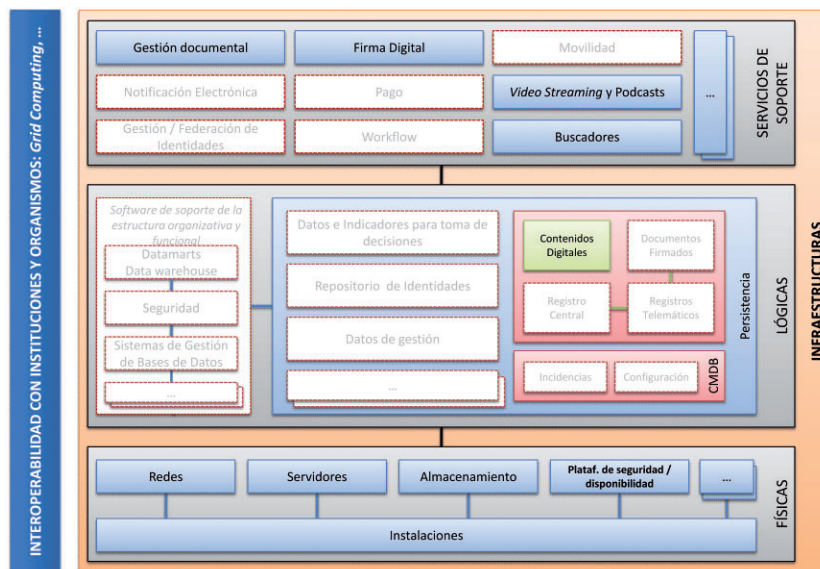 INTEROPERABILIDAD CON INSTITUCIONES Y ORGANISMOS: Grid Computing, ...
Gestión documental
Firma Digital
Movilidad
Notificación Electrónica
Pago
Video Streaming y Podcasts
...
Gestión / Federación de
Identidades
Workflow
Buscadores
SERVICIOS DE
SOPORTE
Software de soporte de la
estructura organizativa y
funcional
Datamarts
Data warehouse
Seguridad
Sistemas de Gestión
de Bases de Datos
...
Datos e Indicadores para toma de
decisiones
Repositorio de Identidades
Datos de gestión
...
Contenidos
Digitales
Documentos
Firmados
Registro
Central
Registros
Telemáticos
Incidencias
Configuración
CMDB
Persistencia
LÓGICAS
INFRAESTRUCTURAS
Redes
Servidores
Almacenamiento
Plataf. de seguridad /
disponibilidad
...
Instalaciones
FÍSICAS